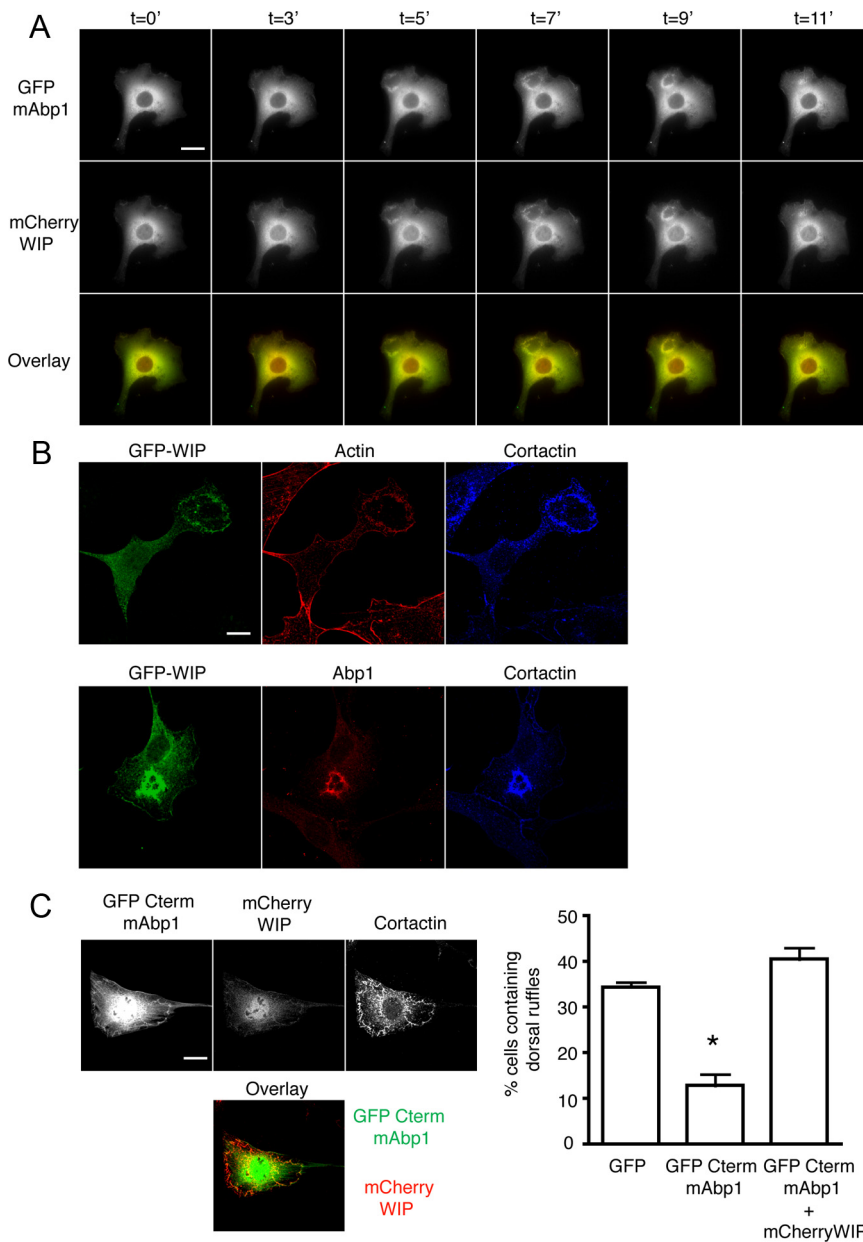 A
t=0’ t=3’ t=5’ t=7’ t=9’ t=11’
GFP
mAbp1
mCherry
WIP
Overlay
B
GFP-WIP Actin Cortactin
GFP-WIP Abp1 Cortactin
C
GFP Cterm
mAbp1
mCherry
WIP
Cortactin
Overlay
GFP Cterm
mAbp1
mCherry
WIP
% cells containing
dorsal ruffles
50
40
30
20
10
0
*
GFP
GFP Cterm
mAbp1
GFP Cterm
mAbp1
+
mCherryWIP